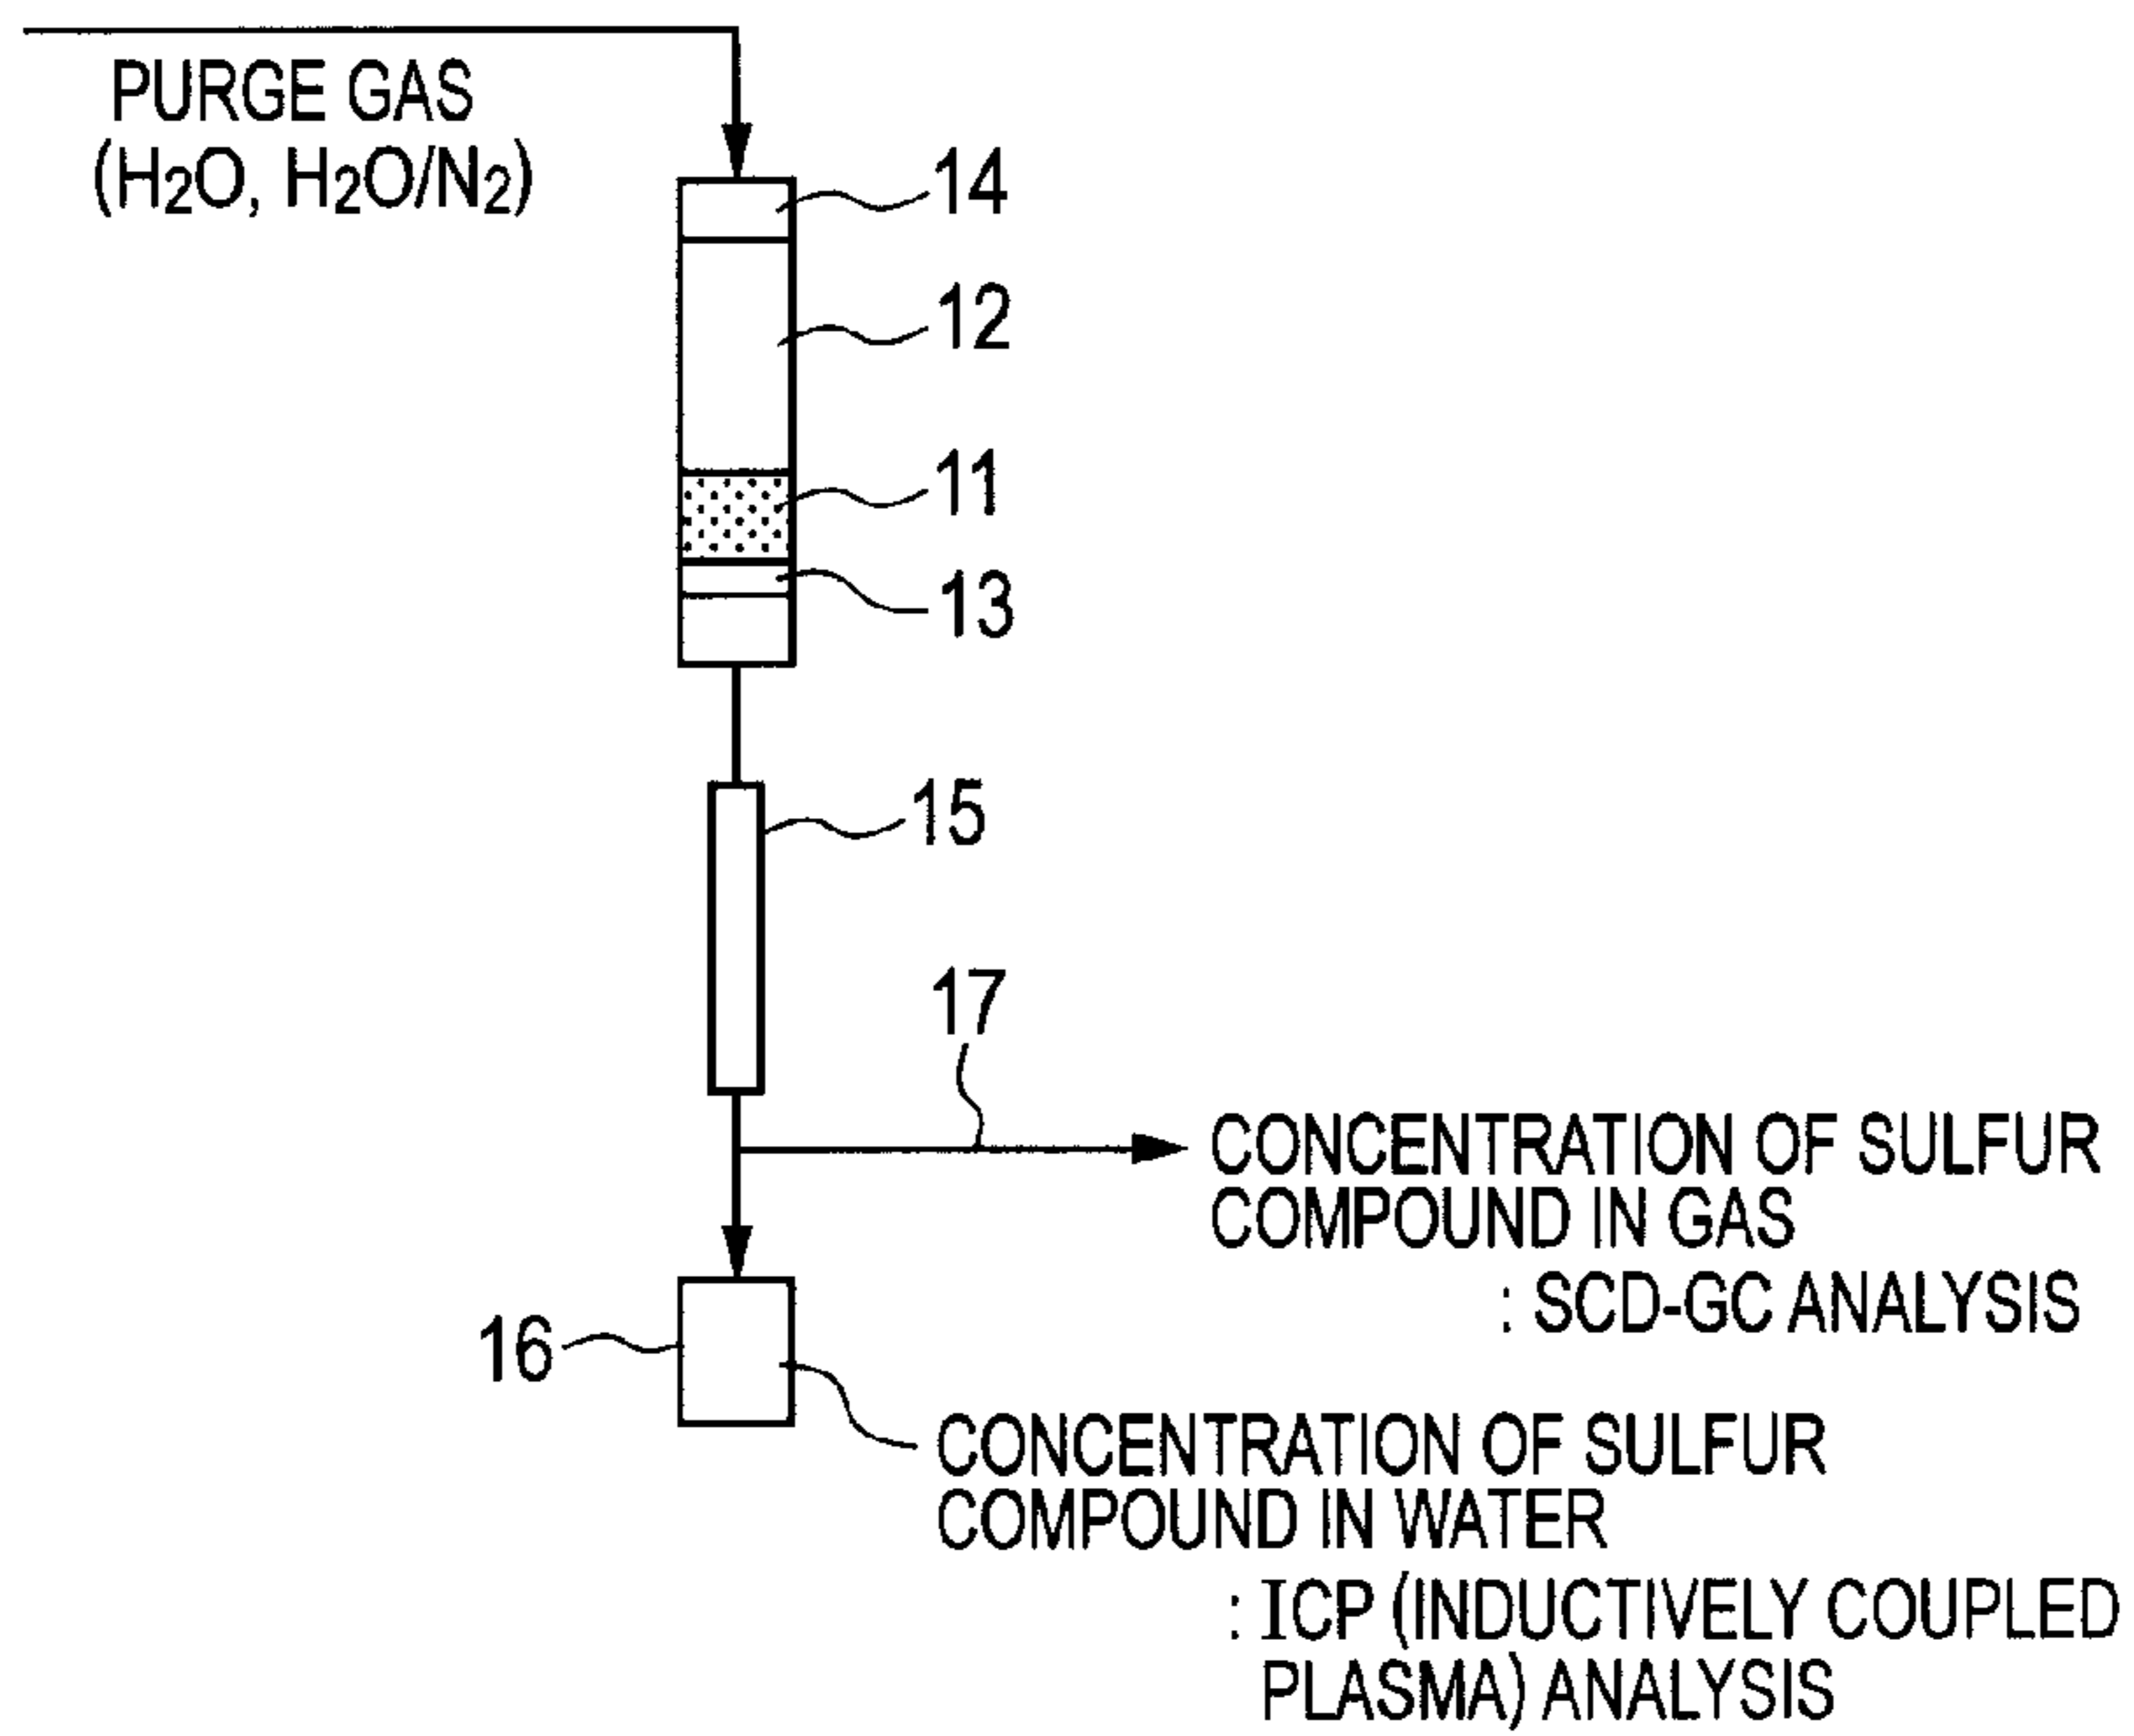 PURGE GAS
(H₂O, H₂O/N₂)
14
12
11
13
15
17
CONCENTRATION OF SULFUR
COMPOUND IN GAS
: SCD-GC ANALYSIS
16
CONCENTRATION OF SULFUR
COMPOUND IN WATER
: ICP (INDUCTIVELY COUPLED
PLASMA) ANALYSIS